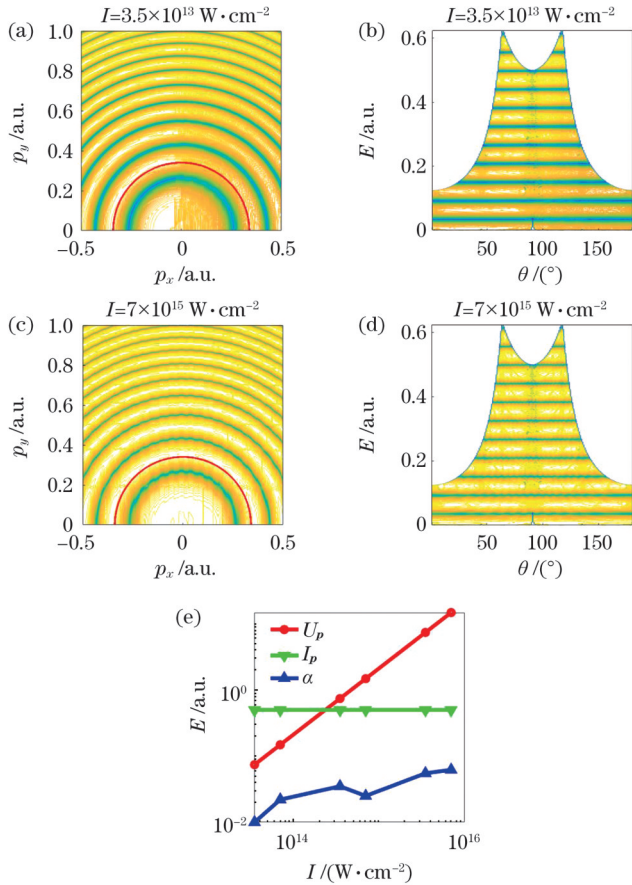 (a)
I=3.5×10¹³ W·cm⁻²
1.0
0.8
0.6
0.4
0.2
0
p_y /a.u.
-0.5
0
0.5
p_x /a.u.
(b)
I=3.5×10¹³ W·cm⁻²
0.6
0.4
0.2
0
E /a.u.
50
100
150
θ /(°)
(c)
I=7×10¹⁵ W·cm⁻²
1.0
0.8
0.6
0.4
0.2
0
p_y /a.u.
-0.5
0
0.5
p_x /a.u.
(d)
I=7×10¹⁵ W·cm⁻²
0.6
0.4
0.2
0
E /a.u.
50
100
150
θ /(°)
(e)
U_p
I_p
α
E /a.u.
10⁰
10⁻²
10¹⁴
10¹⁶
I /(W·cm⁻²)